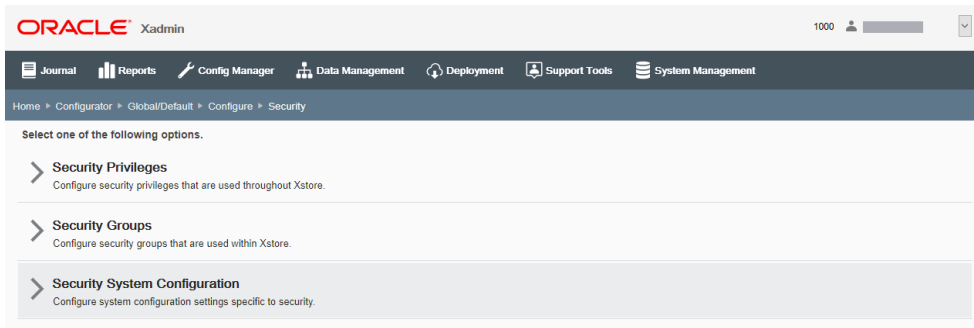 ORACLE Xadmin 1000
Journal Reports Config Manager Data Management Deployment Support Tools System Management
Home Configurator Global/Default Configure Security
Select one of the following options.
Security Privileges
Configure security privileges that are used throughout Xstore.
Security Groups
Configure security groups that are used within Xstore.
Security System Configuration
Configure system configuration settings specific to security.